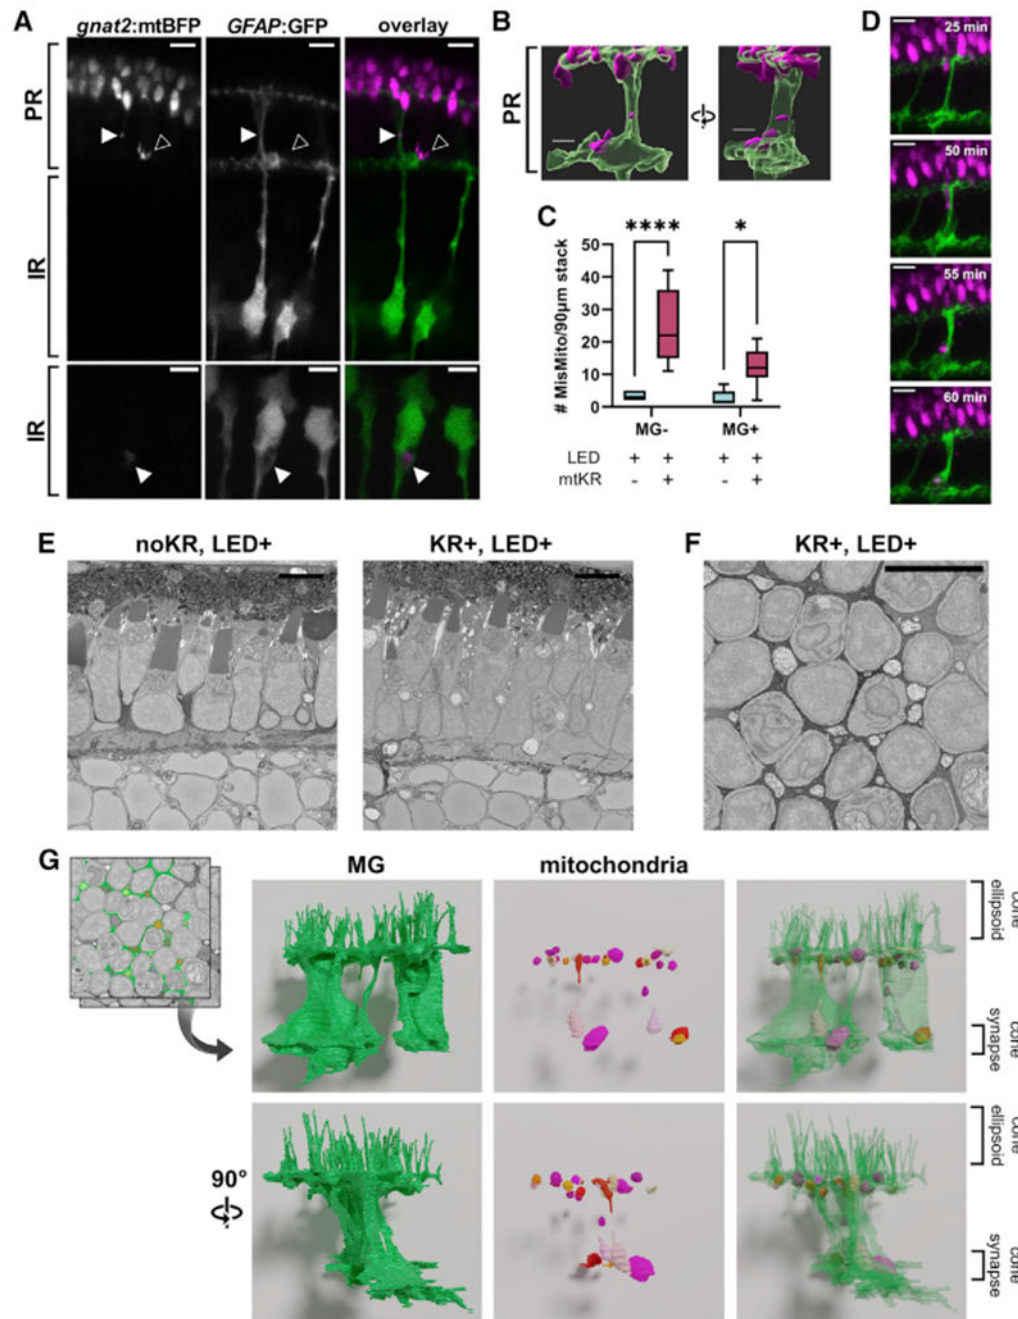 A
gnat2:mtBFP
GFAP:GFP
overlay
PR
IR
IR
B
PR
C
****
*
# MisMito/90μm stack
50
40
30
20
10
0
MG-
MG+
LED + + + +
mtKR - + - +
D
25 min
50 min
55 min
60 min
E
noKR, LED+
KR+, LED+
F
KR+, LED+
G
MG
mitochondria
cone
ellipsoid
cone
synapse
90°
cone
ellipsoid
cone
synapse